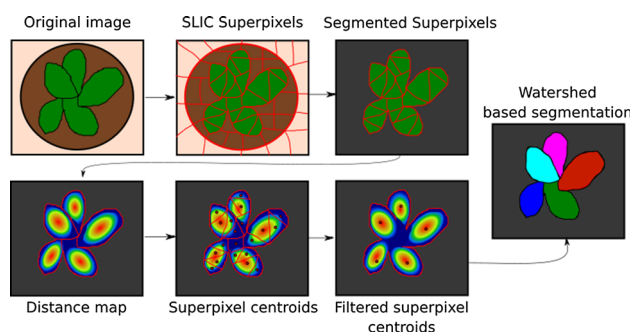 Original image
SLIC Superpixels
Segmented Superpixels
Watershed
based segmentation
Distance map
Superpixel centroids
Filtered superpixel
centroids